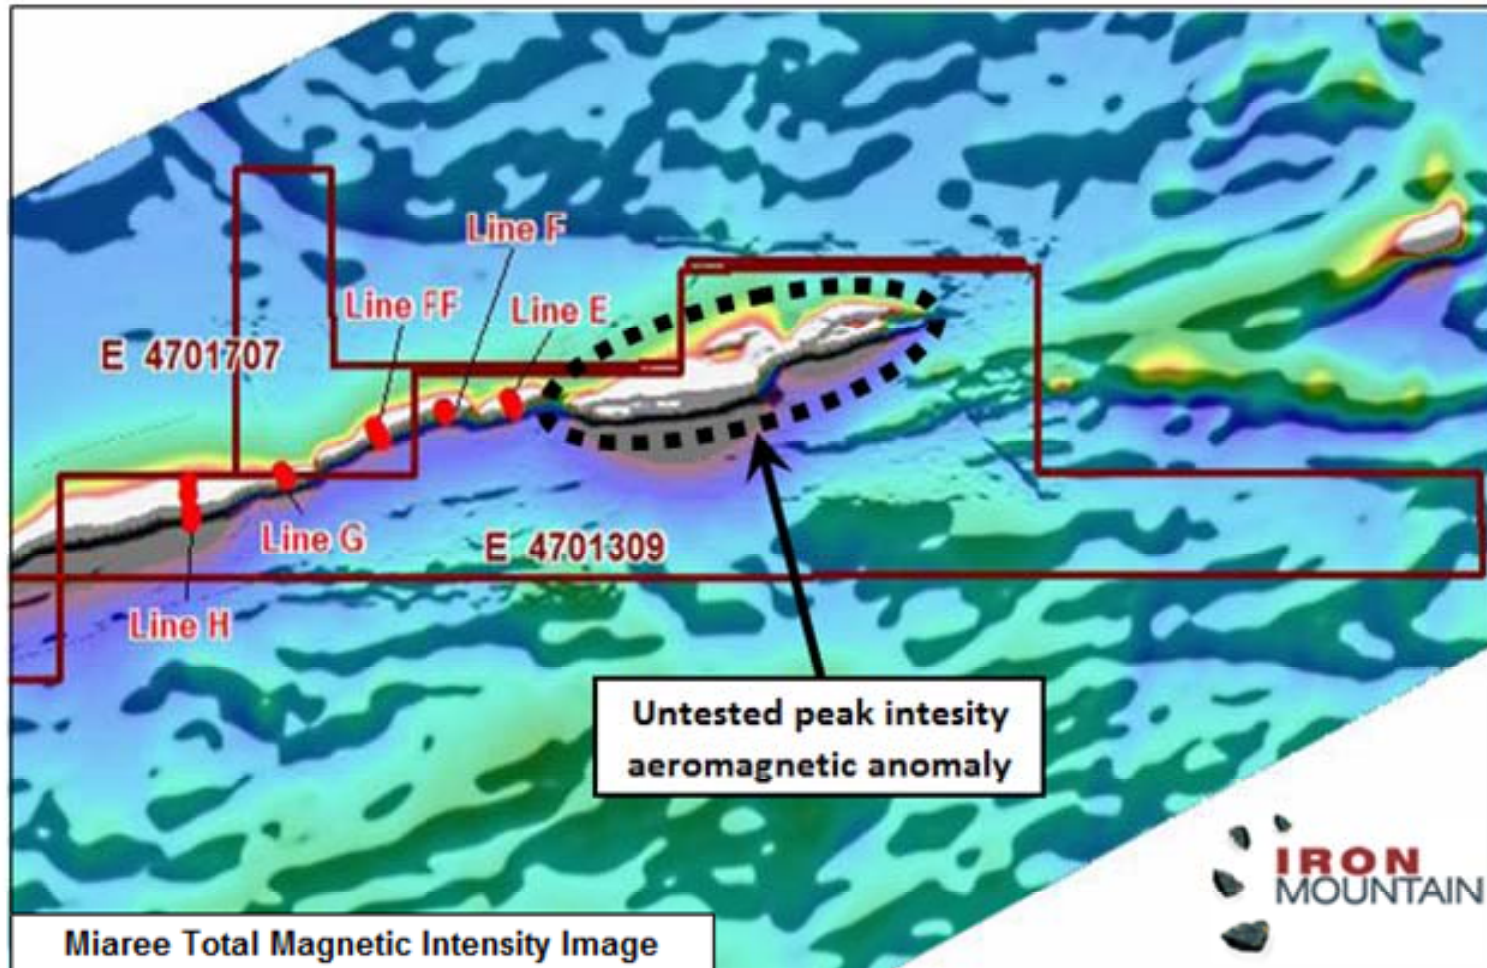 Line F
Line FF
Line E
E 4701707
Line G
E 4701309
Line H
Untested peak intesity
aeromagnetic anomaly
IRON
MOUNTAIN
Miaree Total Magnetic Intensity Image